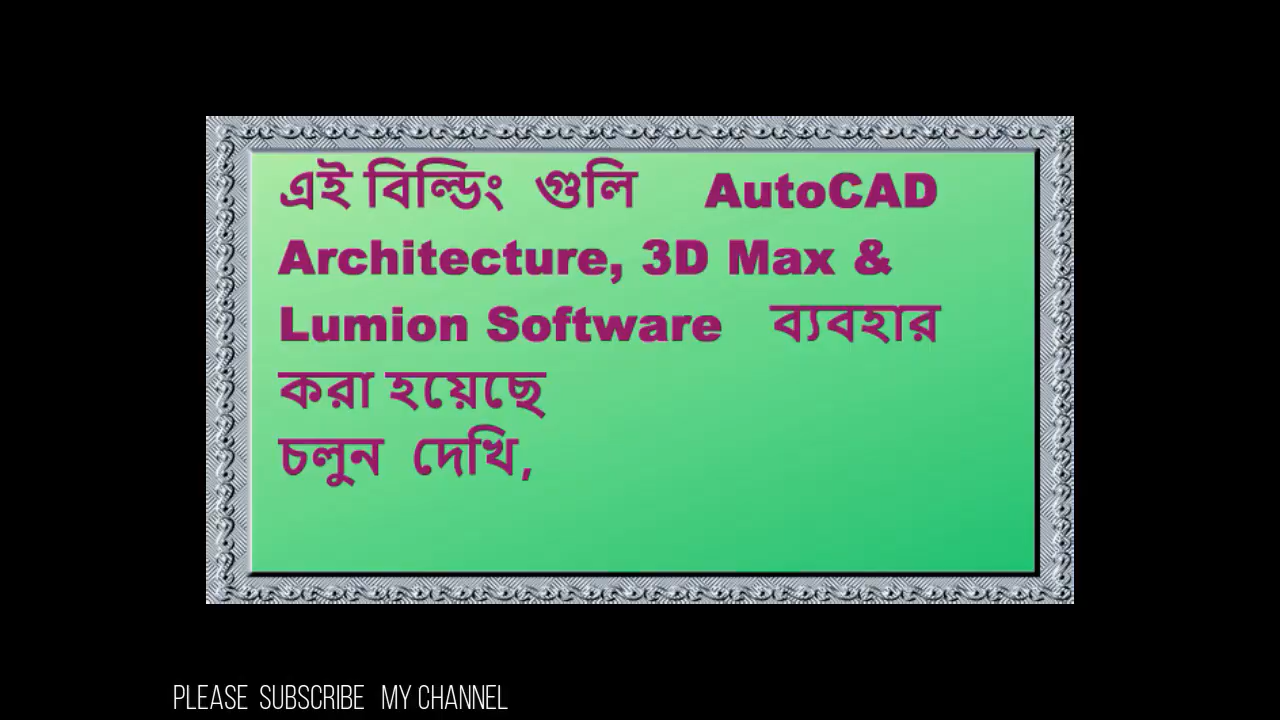 এই বিল্ডিং গুলি AutoCAD
Architecture, 3D Max &
Lumion Software ব্যবহার
করা হয়েছে
চলুন দেখি,
PLEASE SUBSCRIBE MY CHANNEL